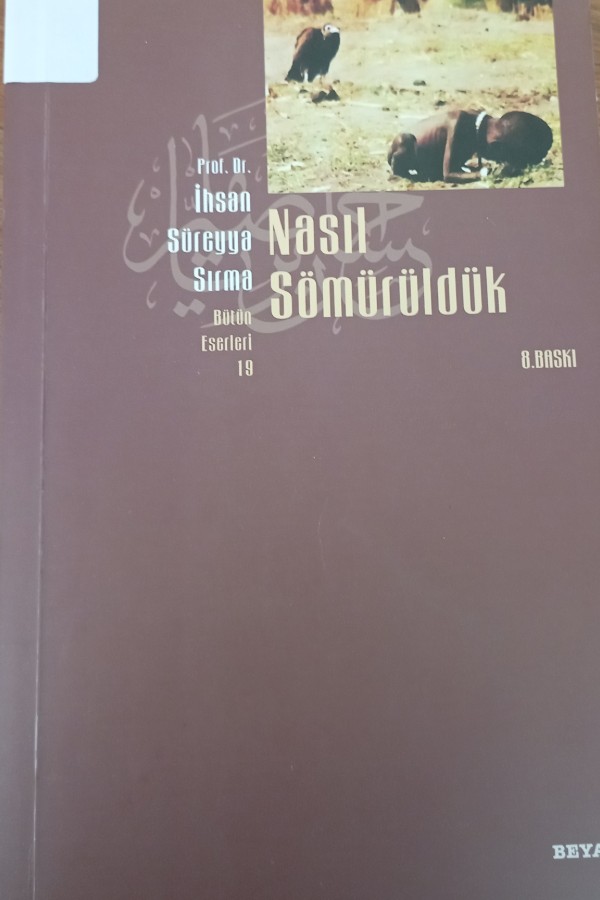 Prof. Dr.
İhsan
Süreyya
Sırma
Bütün
Eserleri
19
Nasıl
Sömürüldük
8.BASKI
BEYA